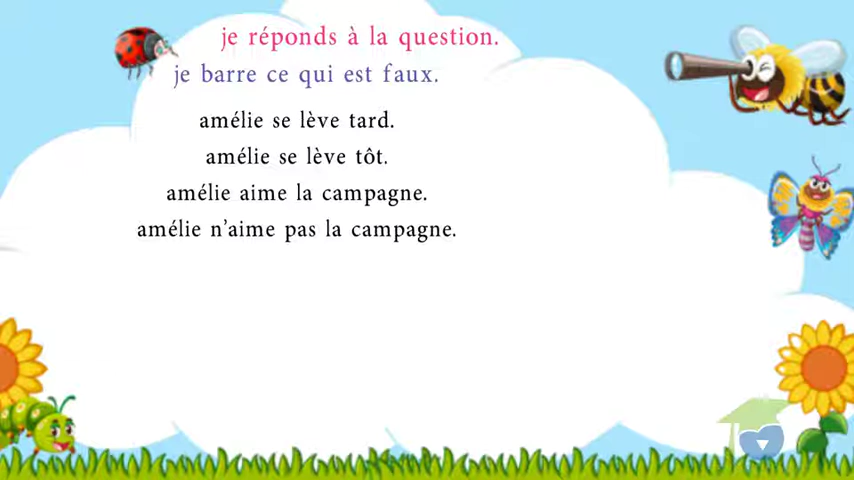 je réponds à la question.
je barre ce qui est faux.
amélie se lève tard.
amélie se lève tôt.
amélie aime la campagne.
amélie n'aime pas la campagne.